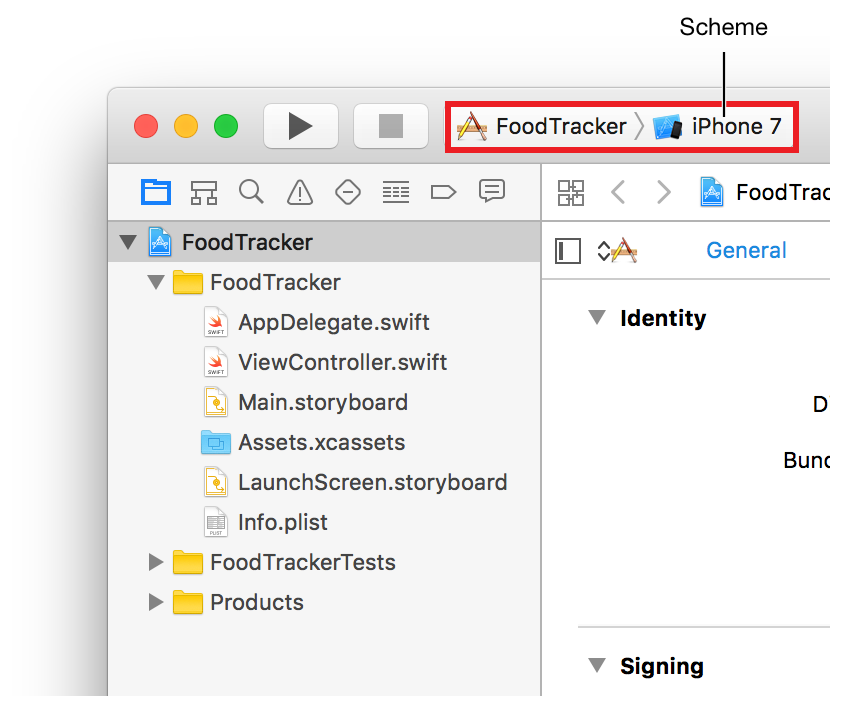 Scheme
FoodTracker
iPhone 7
FoodTrac
FoodTracker
General
FoodTracker
Identity
AppDelegate.swift
ViewController.swift
D
Main.storyboard
Assets.xcassets
Bund
LaunchScreen.storyboard
Info.plist
FoodTrackerTests
Products
Signing